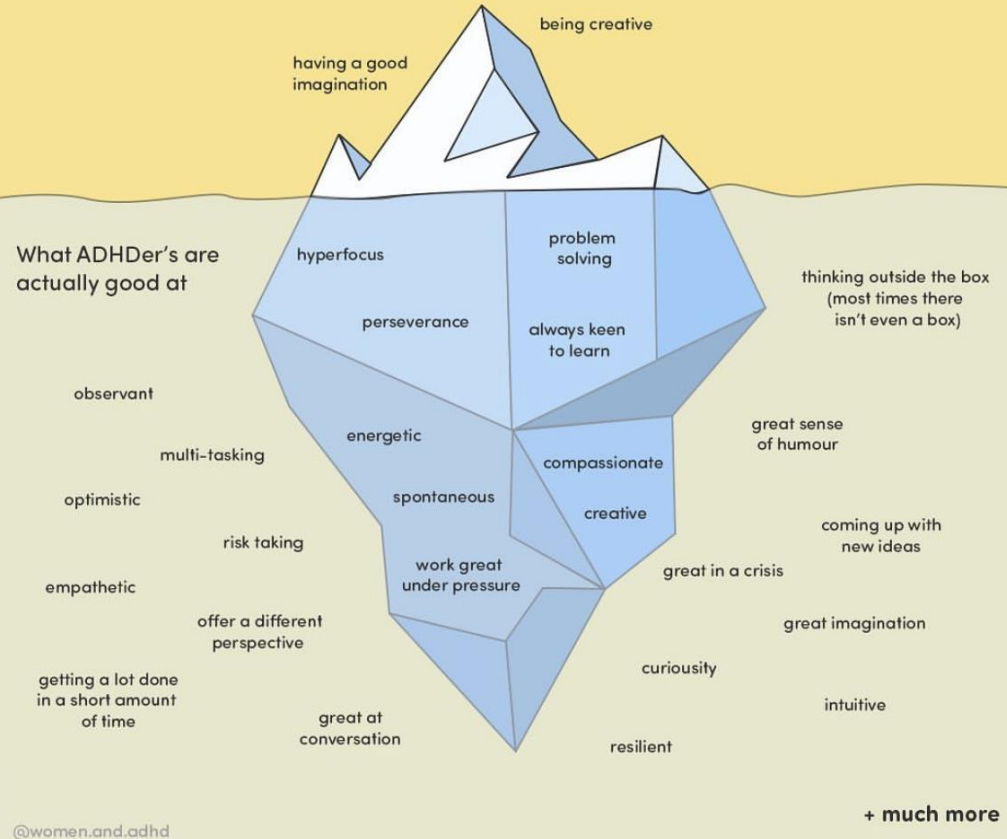 being creative
having a good
imagination
What ADHDer's are
actually good at
hyperfocus
problem
solving
thinking outside the box
(most times there
isn't even a box)
perseverance
always keen
to learn
observant
energetic
great sense
of humour
multi-tasking
compassionate
optimistic
spontaneous
creative
risk taking
coming up with
new ideas
work great
under pressure
great in a crisis
empathetic
offer a different
perspective
great imagination
getting a lot done
in a short amount
of time
curiousity
intuitive
great at
conversation
resilient
+ much more
@women.and.adhd